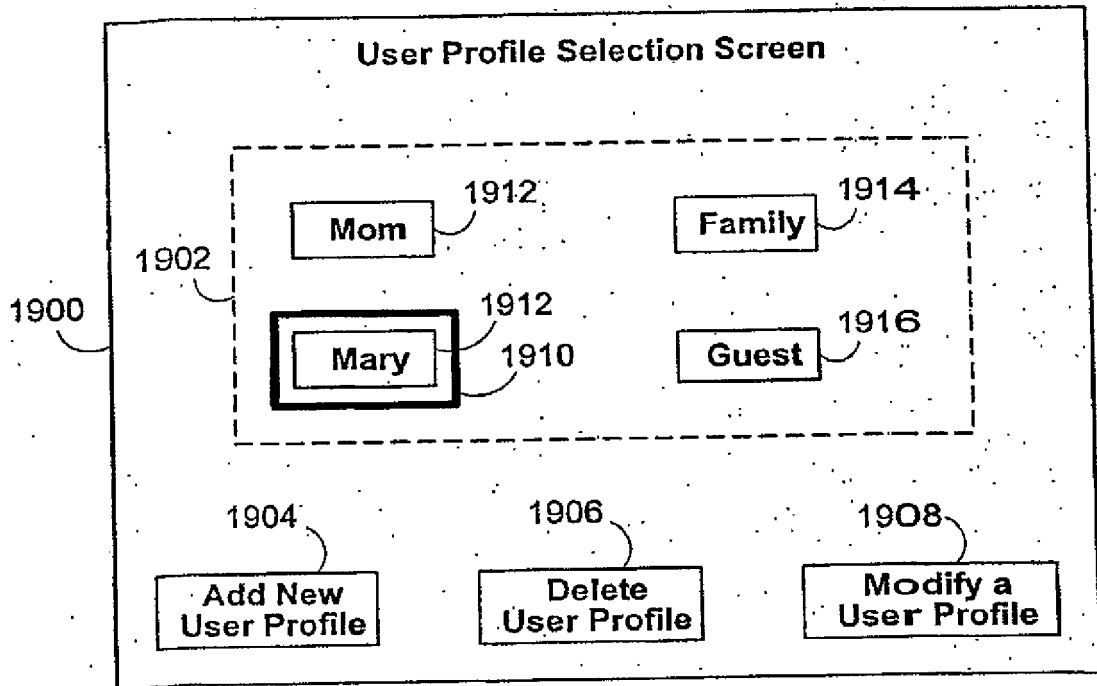 User Profile Selection Screen
1912
1914
Mom
Family
1902
1900
1912
1916
Mary
1910
Guest
1904
1906
1908
Add New
User Profile
Delete
User Profile
Modify a
User Profile